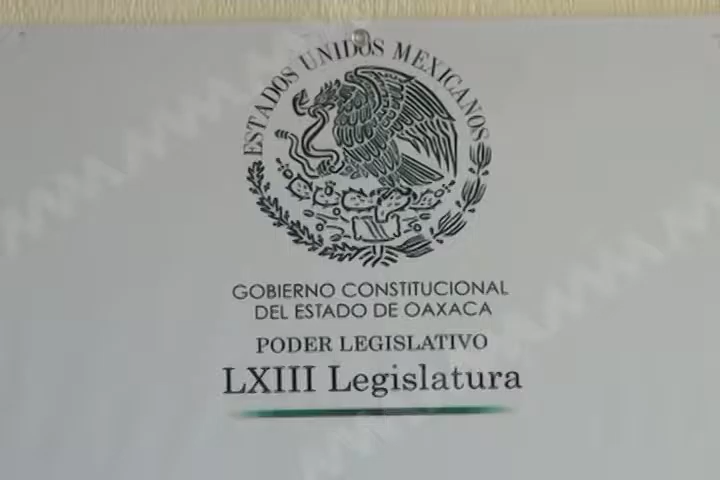 ESTADOS UNIDOS MEXICANOS
GOBIERNO CONSTITUCIONAL
DEL ESTADO DE OAXACA
PODER LEGISLATIVO
LXIII Legislatura